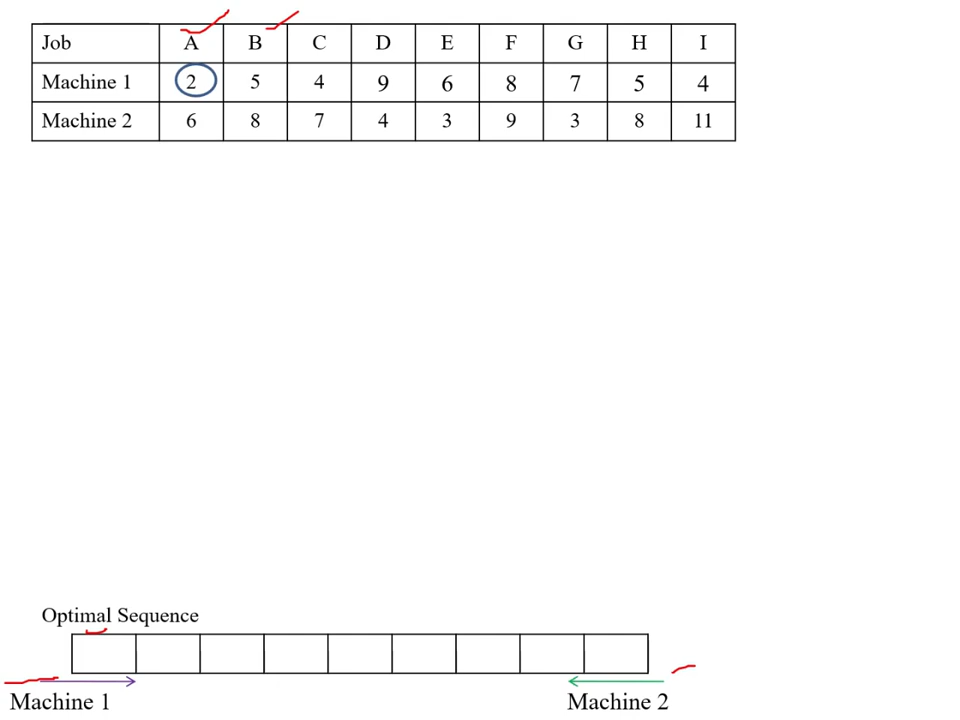 Job A B C D E F G H I
Machine 1 2 5 4 9 6 8 7 5 4
Machine 2 6 8 7 4 3 9 3 8 11
Optimal Sequence
Machine 1 Machine 2